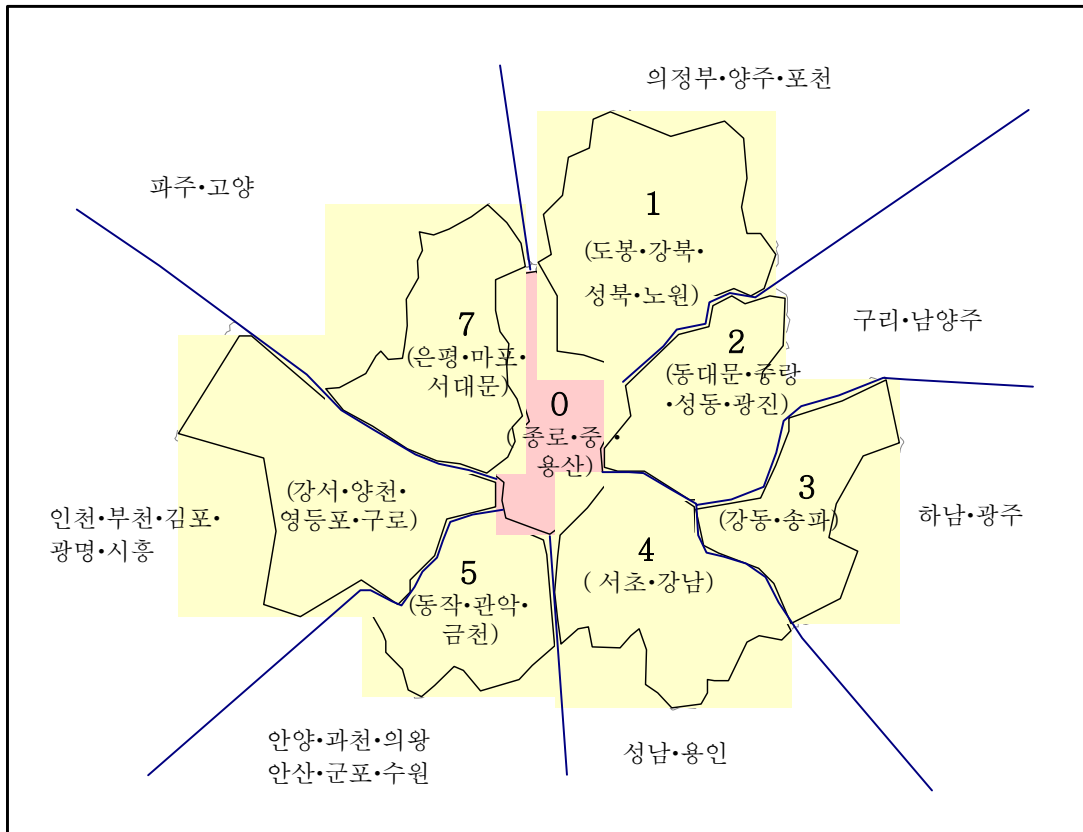 의정부•양주•포천
파주•고양
1
(도봉•강북•
성북•노원)
구리•남양주
7
(은평•마포•
서대문)
2
(동대문•중랑
•성동•광진)
0
(종로•중•
용산)
인천•부천•김포•
광명•시흥
(강서•양천•
영등포•구로)
3
(강동•송파)
하남•광주
4
( 서초•강남)
5
(동작•관악•
금천)
안양•과천•의왕
안산•군포•수원
성남•용인